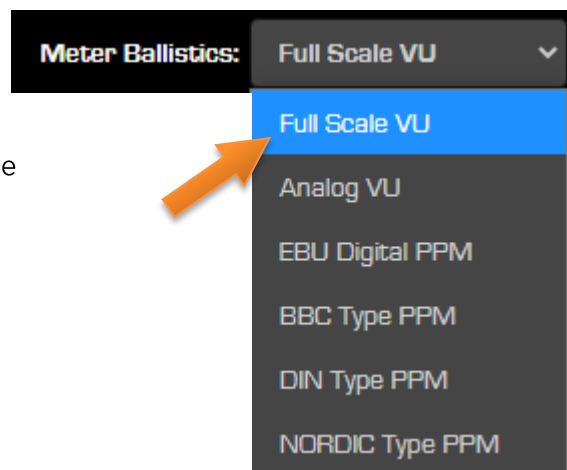 Meter Ballistics: Full Scale VU
Full Scale VU
e
Analog VU
EBU Digital PPM
BBC Type PPM
DIN Type PPM
NORDIC Type PPM